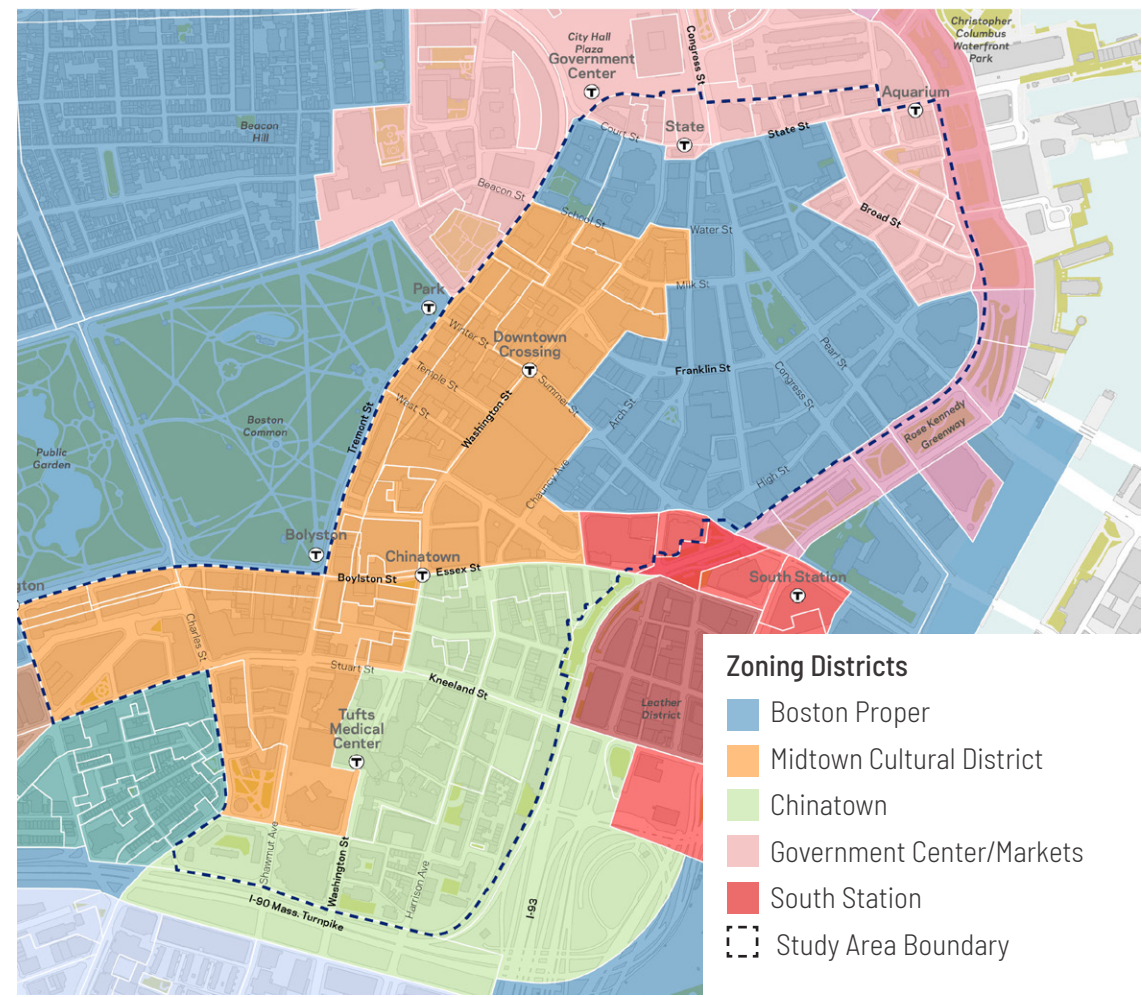 Christopher
Columbus
Waterfront
Park
City Hall
Plaza
Government
Center
Congross St
Aquarium
Beacon
Hill
Court St
State
State St
Beacon St
School St
Broad St
Water St
Park
Milk St
Winter St
Downtown
Crossing
Pearl St
Temple St
Summer St
Franklin St
Congress St
West St
Washington St
Arch St
Tremont St
Boston
Common
Public
Garden
Rose Kennedy
Greenway
High St
Chauncy Ave
Bolyston
Chinatown
Essex St
Boylston St
South Station
gton
Charles St
Stuart St
Kneeland St
Leather
District
Tufts
Medical
Center
Shawmut Ave
Washington St
Harrison Ave
I-93
I-90 Mass. Turnpike
T
T
T
T
T
T
T
T
T
Zoning Districts
Boston Proper
Midtown Cultural District
Chinatown
Government Center/Markets
South Station
Study Area Boundary